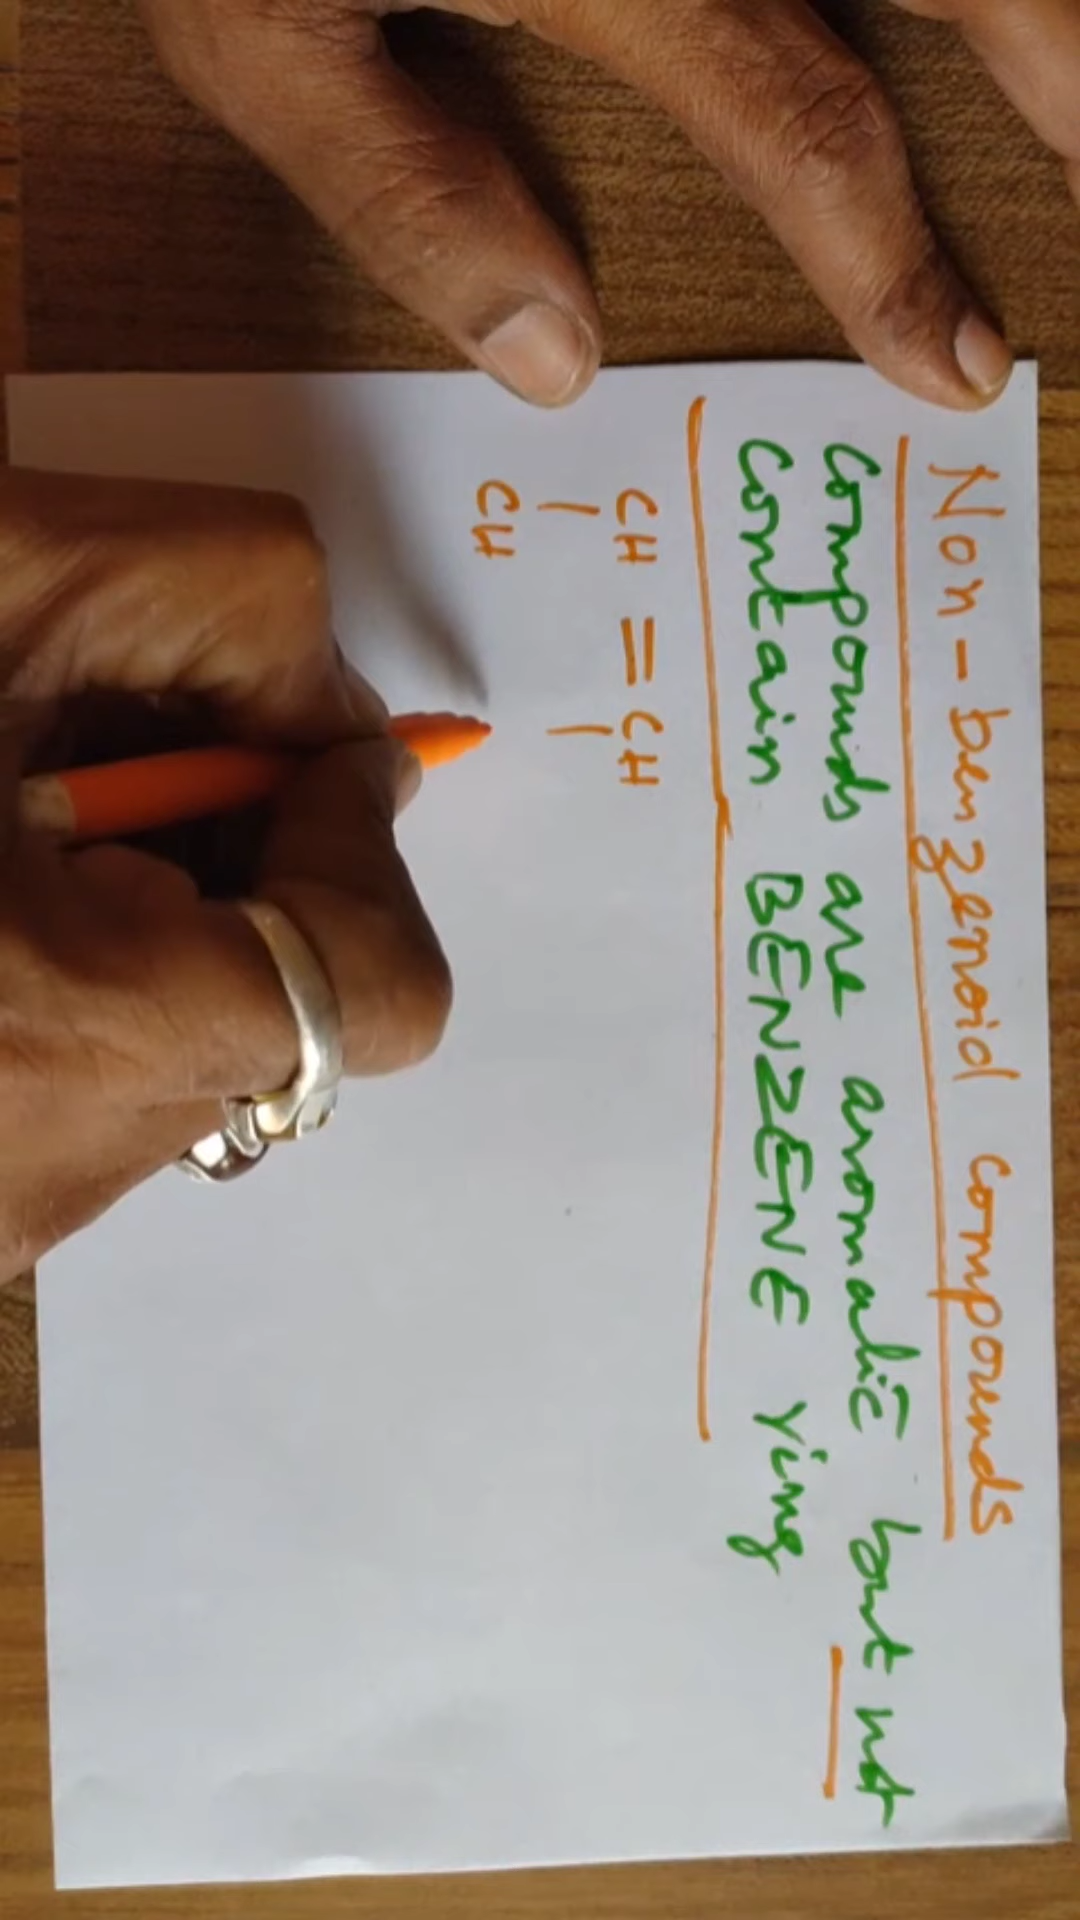 Non-benzenoid compounds
Compounds are aromatic but not
contain BENZENE ring
CH = CH
| |
CH